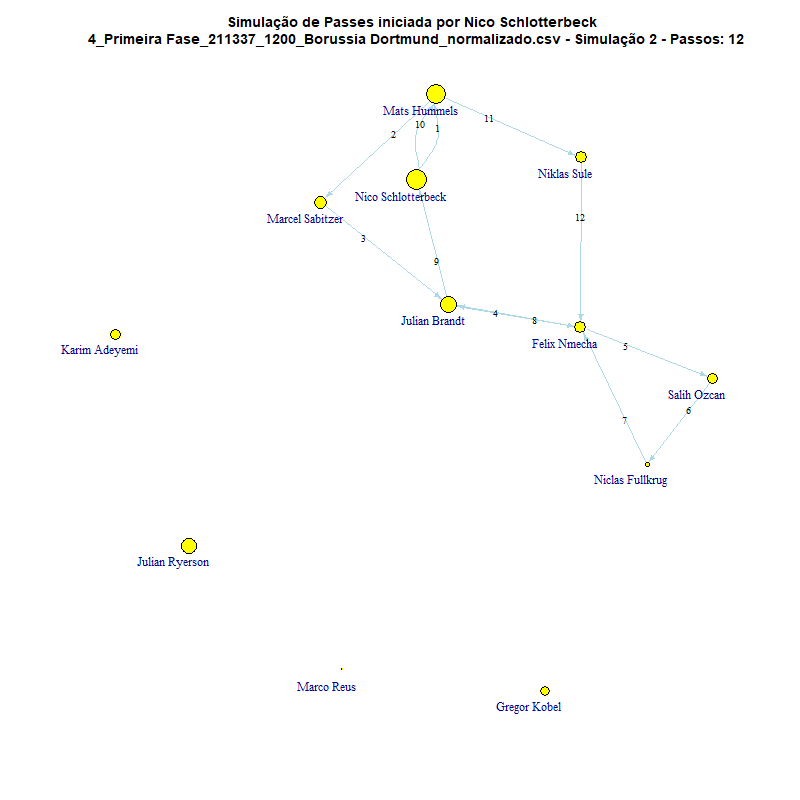 Simulação de Passes iniciada por Nico Schlotterbeck
4_Primeira Fase_211337_1200_Borussia Dortmund_normalizado.csv - Simulação 2 - Passos: 12
Mats Hummels
11
10
1
2
Niklas Sule
Nico Schlotterbeck
Marcel Sabitzer
12
3
9
4
8
Julian Brandt
Felix Nmecha
5
Karim Adeyemi
Salih Ozcan
6
7
Niclas Fullkrug
Julian Ryerson
Marco Reus
Gregor Kobel